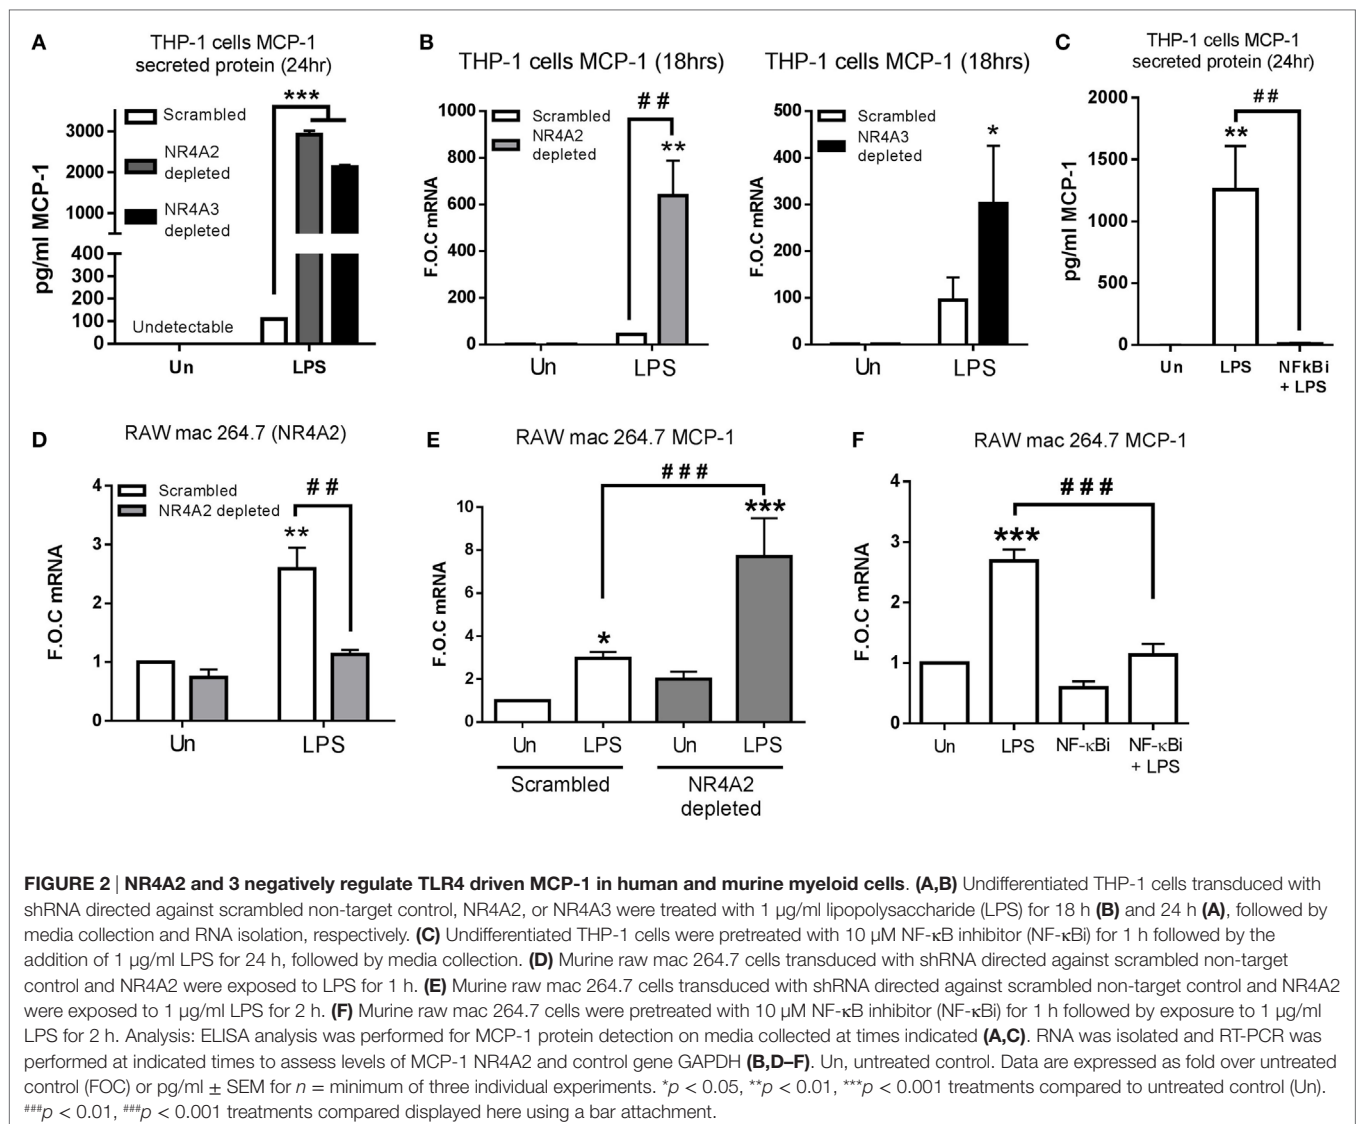 A
THP-1 cells MCP-1
secreted protein (24hr)
***
Scrambled
NR4A2
depleted
NR4A3
depleted
pg/ml MCP-1
3000
2000
1000
400
300
200
100
0
Undetectable
Un
LPS
B
THP-1 cells MCP-1 (18hrs)
F.O.C mRNA
1000
800
600
400
200
0
Scrambled
NR4A2
depleted
##
**
Un
LPS
THP-1 cells MCP-1 (18hrs)
F.O.C mRNA
500
400
300
200
100
0
Scrambled
NR4A3
depleted
*
Un
LPS
C
THP-1 cells MCP-1
secreted protein (24hr)
pg/ml MCP-1
2000
1500
1000
500
0
##
**
Un
LPS
NFkBi
+ LPS
D
RAW mac 264.7 (NR4A2)
F.O.C mRNA
4
3
2
1
0
Scrambled
NR4A2 depleted
##
**
Un
LPS
E
RAW mac 264.7 MCP-1
F.O.C mRNA
10
8
6
4
2
0
###
***
*
Un
LPS
Un
LPS
Scrambled
NR4A2
depleted
F
RAW mac 264.7 MCP-1
F.O.C mRNA
4
3
2
1
0
###
***
Un
LPS
NF-κBi
NF-κBi
+ LPS
FIGURE 2 | NR4A2 and 3 negatively regulate TLR4 driven MCP-1 in human and murine myeloid cells. (A,B) Undifferentiated THP-1 cells transduced with
shRNA directed against scrambled non-target control, NR4A2, or NR4A3 were treated with 1 µg/ml lipopolysaccharide (LPS) for 18 h (B) and 24 h (A), followed by
media collection and RNA isolation, respectively. (C) Undifferentiated THP-1 cells were pretreated with 10 µM NF-κB inhibitor (NF-κBi) for 1 h followed by the
addition of 1 µg/ml LPS for 24 h, followed by media collection. (D) Murine raw mac 264.7 cells transduced with shRNA directed against scrambled non-target
control and NR4A2 were exposed to LPS for 1 h. (E) Murine raw mac 264.7 cells transduced with shRNA directed against scrambled non-target control and NR4A2
were exposed to 1 µg/ml LPS for 2 h. (F) Murine raw mac 264.7 cells were pretreated with 10 µM NF-κB inhibitor (NF-κBi) for 1 h followed by exposure to 1 µg/ml
LPS for 2 h. Analysis: ELISA analysis was performed for MCP-1 protein detection on media collected at times indicated (A,C). RNA was isolated and RT-PCR was
performed at indicated times to assess levels of MCP-1 NR4A2 and control gene GAPDH (B,D–F). Un, untreated control. Data are expressed as fold over untreated
control (FOC) or pg/ml ± SEM for n = minimum of three individual experiments. *p < 0.05, **p < 0.01, ***p < 0.001 treatments compared to untreated control (Un).
###p < 0.01, ###p < 0.001 treatments compared displayed here using a bar attachment.